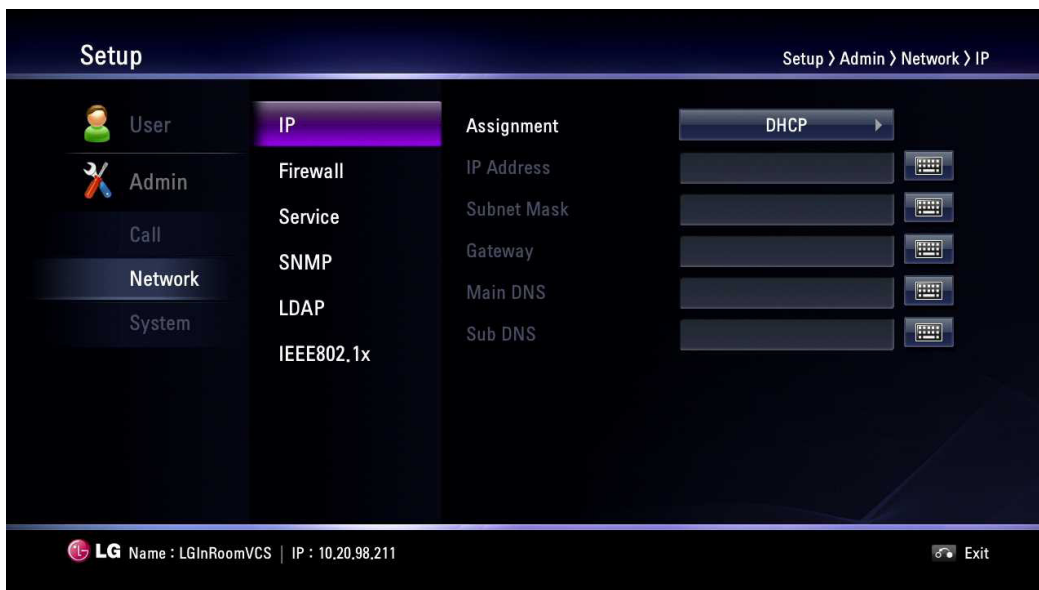 Setup
Setup > Admin > Network > IP
User
Admin
Call
Network
System
IP
Firewall
Service
SNMP
LDAP
IEEE802.1x
Assignment DHCP
IP Address
Subnet Mask
Gateway
Main DNS
Sub DNS
LG Name : LGInRoomVCS | IP : 10.20.98.211
Exit